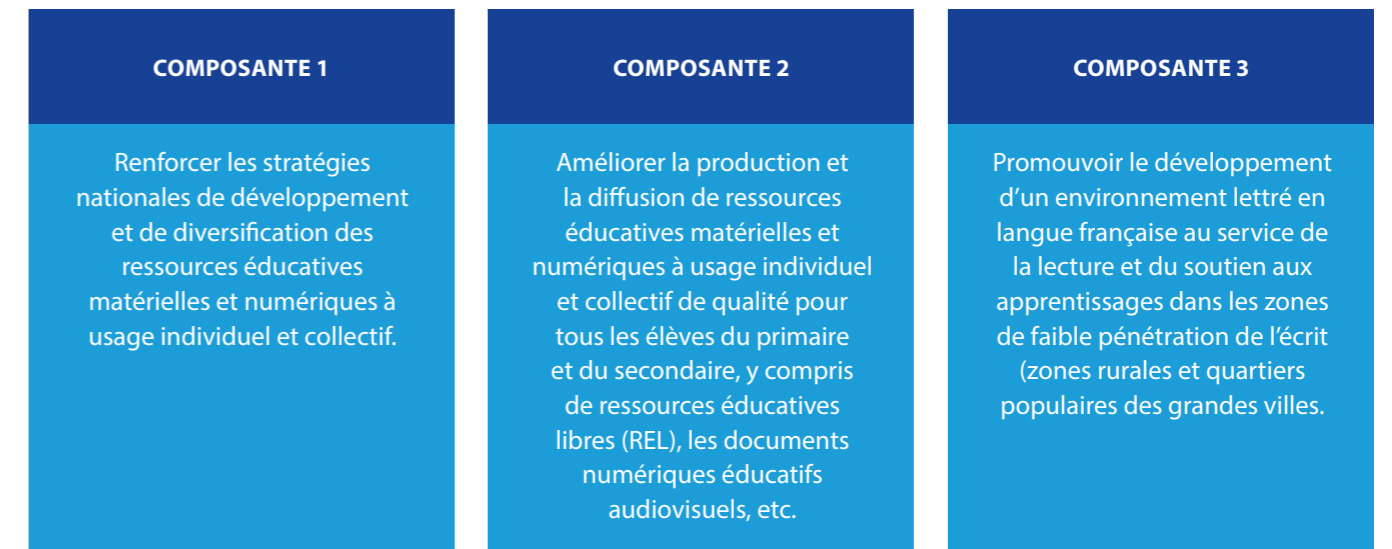 COMPOSANTE 1
Renforcer les stratégies
nationales de développement
et de diversification des
ressources éducatives
matérielles et numériques à
usage individuel et collectif.
COMPOSANTE 2
Améliorer la production et
la diffusion de ressources
éducatives matérielles et
numériques à usage individuel
et collectif de qualité pour
tous les élèves du primaire
et du secondaire, y compris
de ressources éducatives
libres (REL), les documents
numériques éducatifs
audiovisuels, etc.
COMPOSANTE 3
Promouvoir le développement
d’un environnement lettré en
langue française au service de
la lecture et du soutien aux
apprentissages dans les zones
de faible pénétration de l’écrit
(zones rurales et quartiers
populaires des grandes villes.